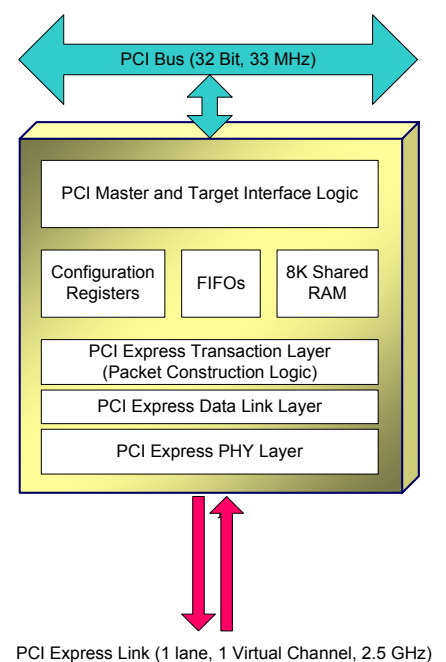 PCI Bus (32 Bit, 33 MHz)
PCI Master and Target Interface Logic
Configuration
Registers
FIFOs
8K Shared
RAM
PCI Express Transaction Layer
(Packet Construction Logic)
PCI Express Data Link Layer
PCI Express PHY Layer
PCI Express Link (1 lane, 1 Virtual Channel, 2.5 GHz)